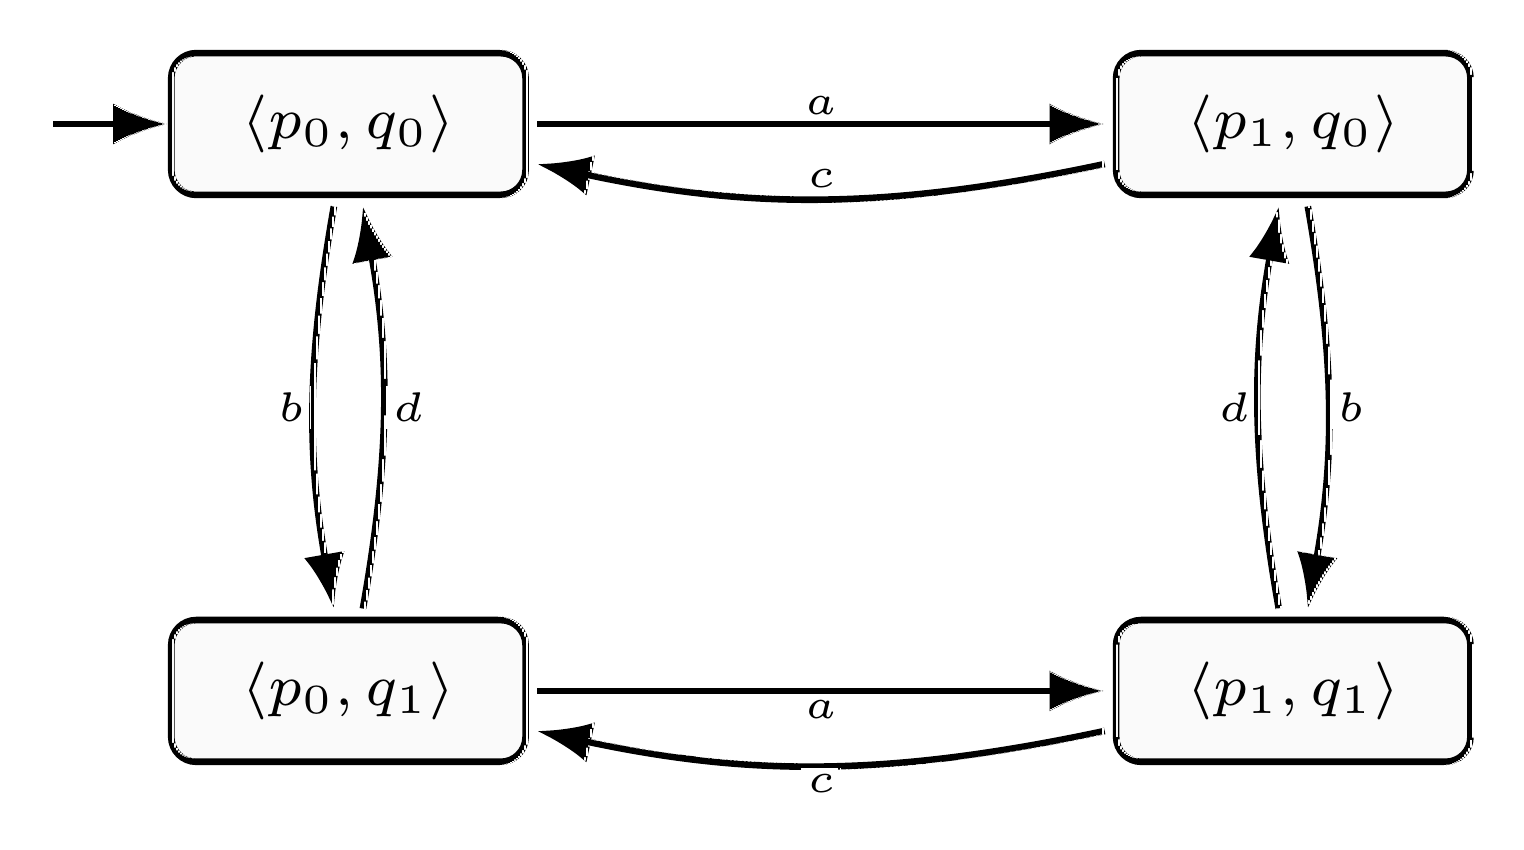 ⟨p₀, q₀⟩ a ⟨p₁, q₀⟩
c
b d d b
⟨p₀, q₁⟩ a ⟨p₁, q₁⟩
c